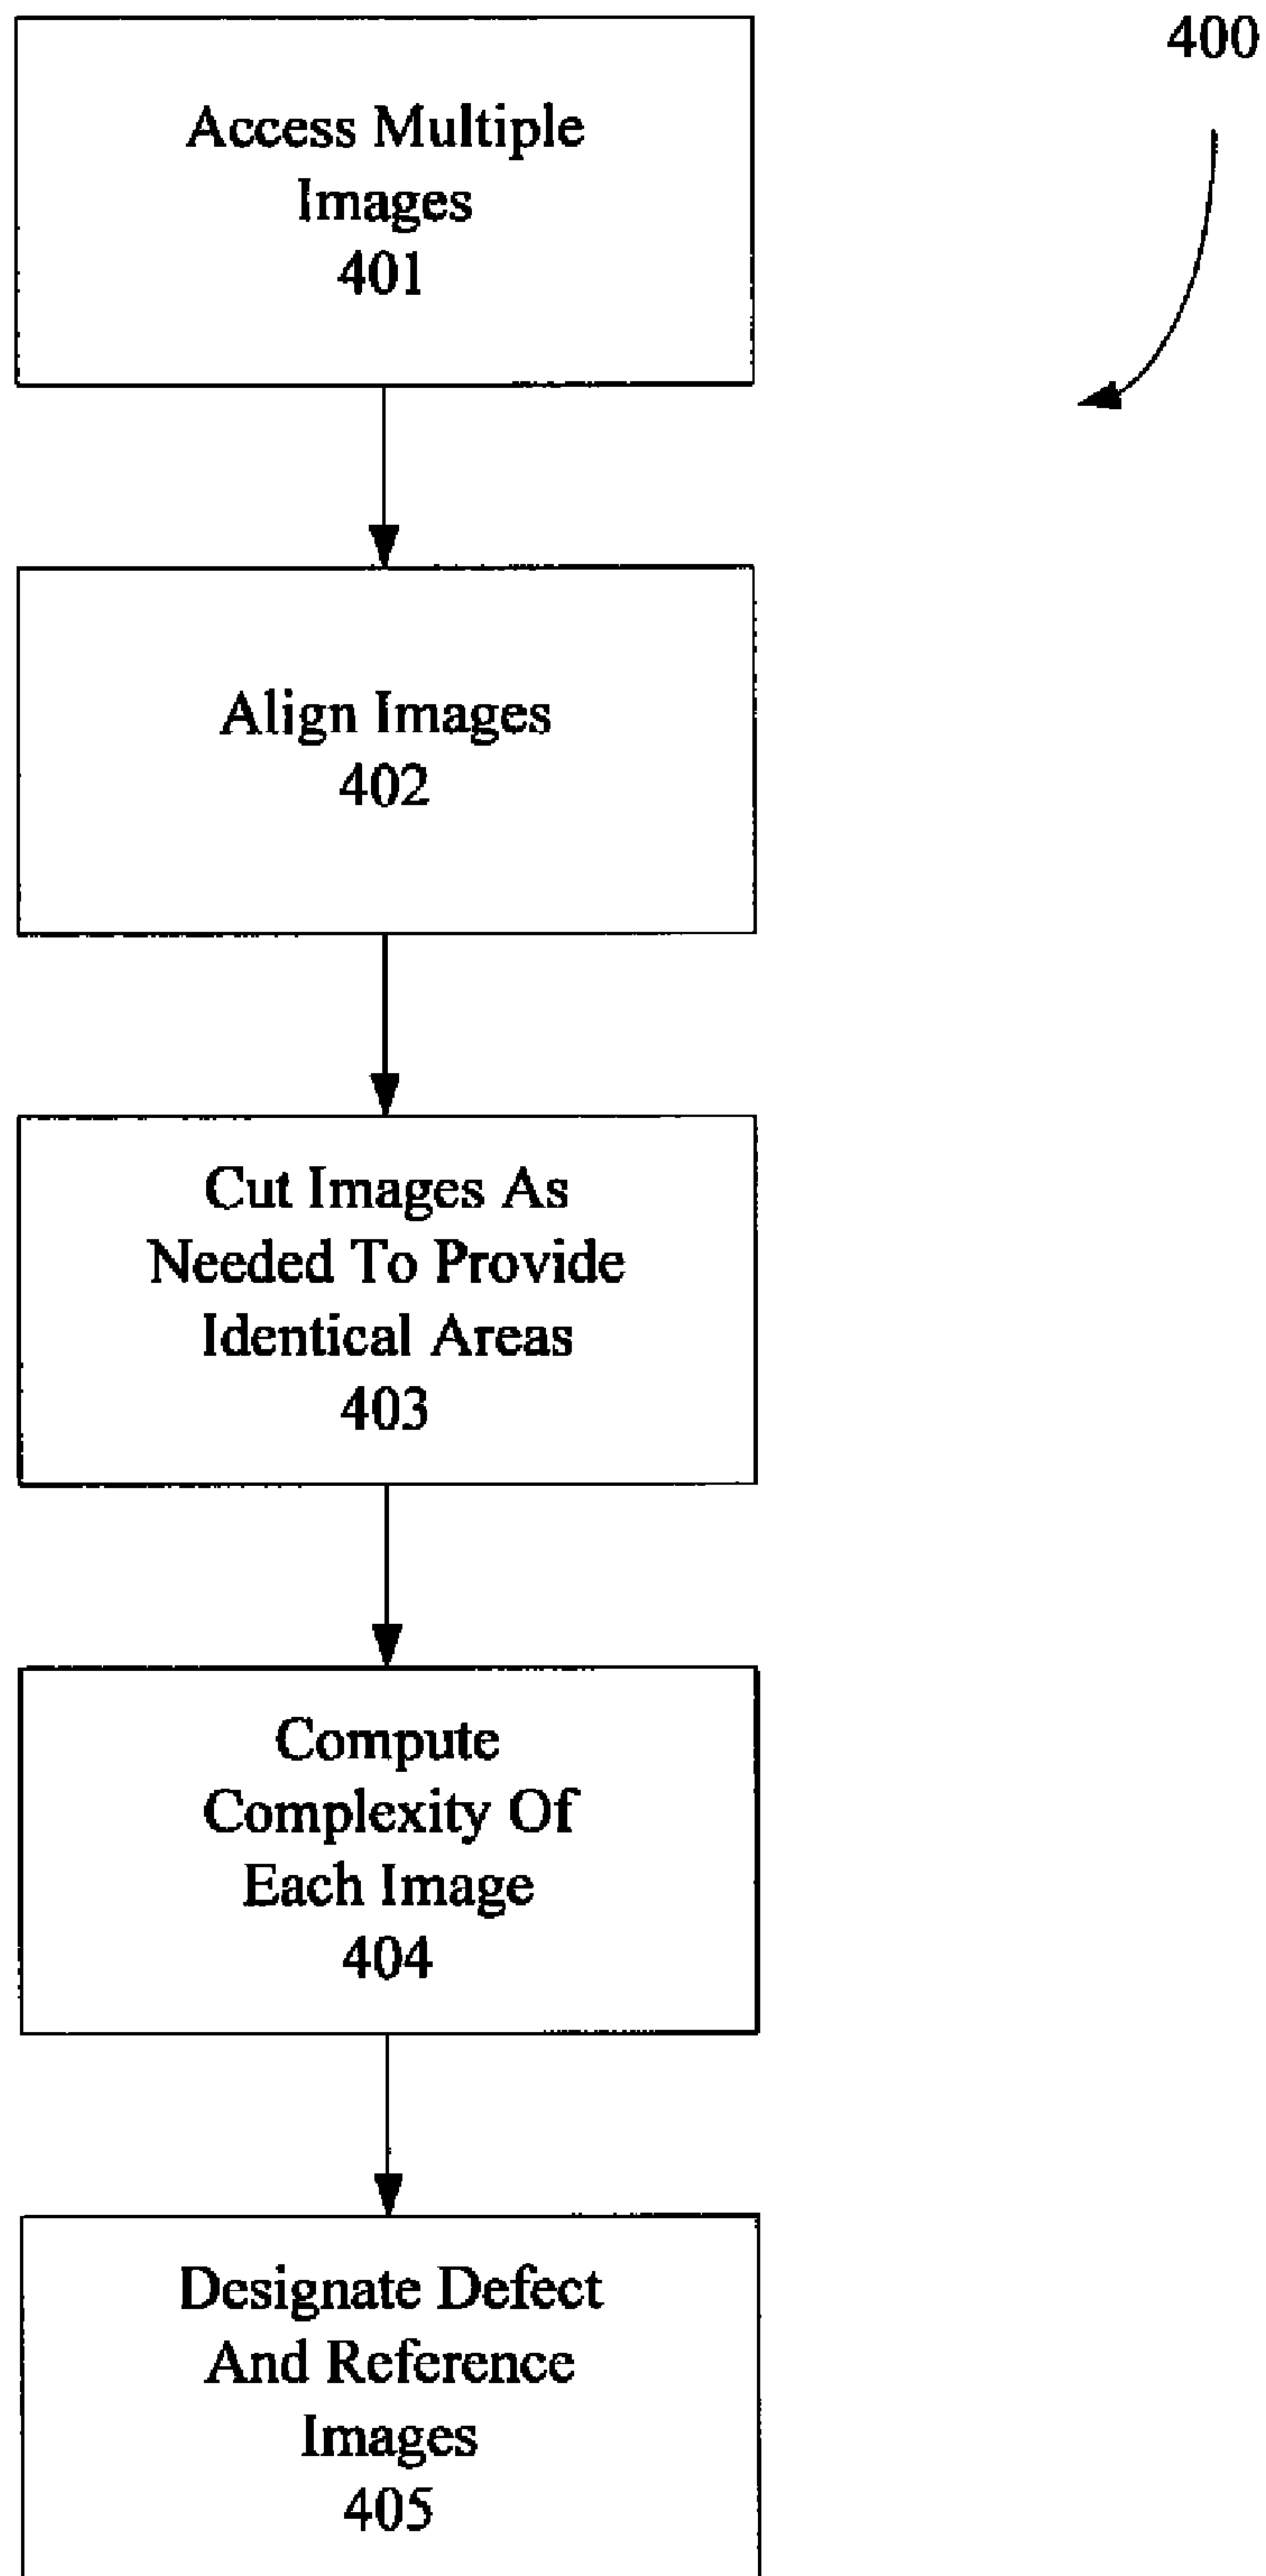 400
Access Multiple
Images
401
Align Images
402
Cut Images As
Needed To Provide
Identical Areas
403
Compute
Complexity Of
Each Image
404
Designate Defect
And Reference
Images
405